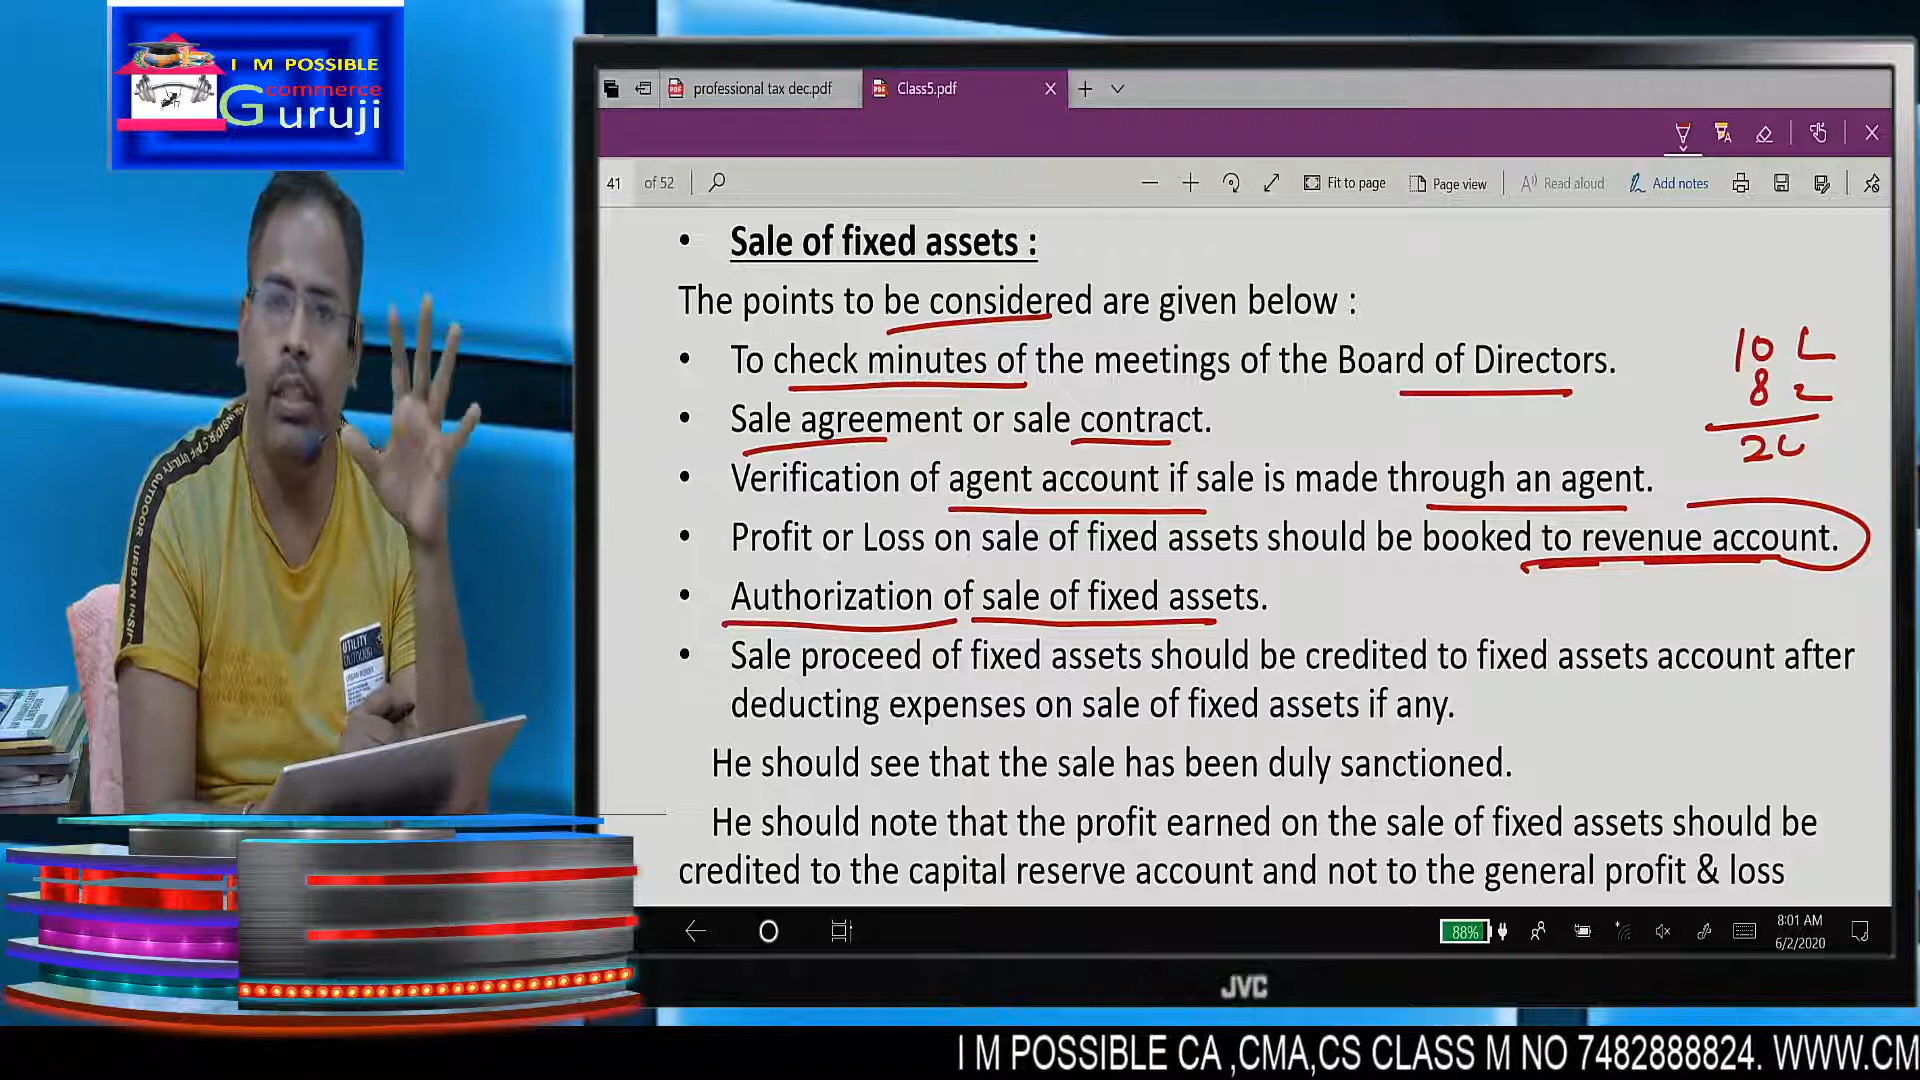 I M POSSIBLE
commerce
Guruji
professional tax dec.pdf
Class5.pdf
41 of 52
Fit to page
Page view
Read aloud
Add notes
• Sale of fixed assets :
The points to be considered are given below :
• To check minutes of the meetings of the Board of Directors.
• Sale agreement or sale contract.
• Verification of agent account if sale is made through an agent.
• Profit or Loss on sale of fixed assets should be booked to revenue account.
• Authorization of sale of fixed assets.
• Sale proceed of fixed assets should be credited to fixed assets account after
deducting expenses on sale of fixed assets if any.
He should see that the sale has been duly sanctioned.
He should note that the profit earned on the sale of fixed assets should be
credited to the capital reserve account and not to the general profit & loss
10 L
8 L
2L
88%
8:01 AM
6/2/2020
JVC
UTILITY
OUTDOOR
I M POSSIBLE CA ,CMA,CS CLASS M NO 7482888824. WWW.CM